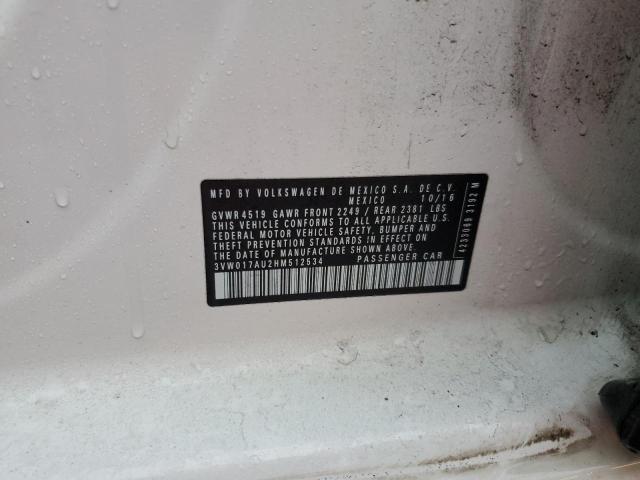 MFD BY VOLKSWAGEN DE MEXICO S.A. DE C.V.
MEXICO 10/16
GVWR 4519 GAWR FRONT 2249 / REAR 2381 LBS
THIS VEHICLE CONFORMS TO ALL APPLICABLE U.S.
FEDERAL MOTOR VEHICLE SAFETY, BUMPER AND
THEFT PREVENTION STANDARDS IN EFFECT ON
THE DATE OF MANUFACTURE SHOWN ABOVE.
3VW017AU2HM512534 PASSENGER CAR
4233069 3192 M